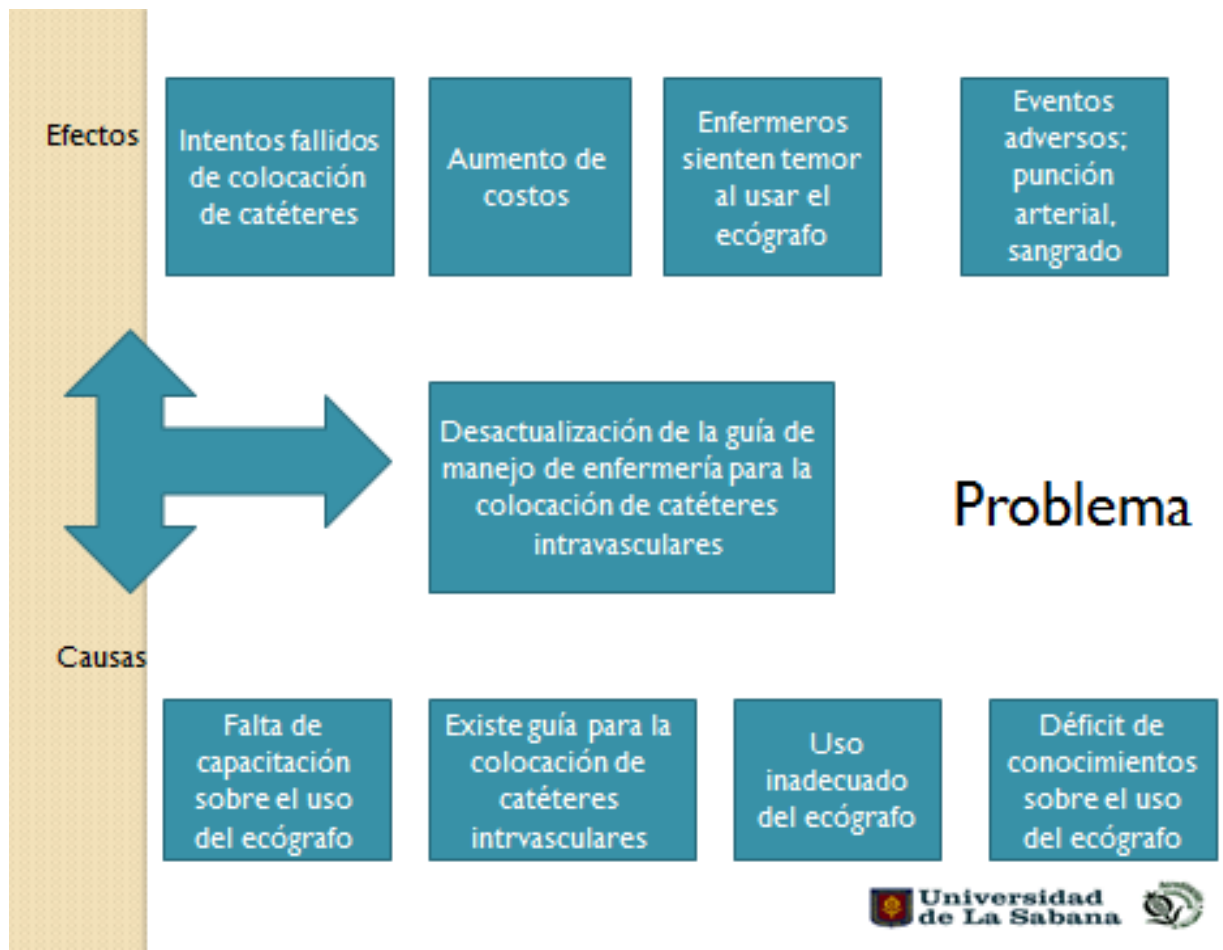 Efectos
Intentos fallidos
de colocación
de catéteres
Aumento de
costos
Enfermeros
sienten temor
al usar el
ecógrafo
Eventos
adversos;
punción
arterial,
sangrado
Desactualización de la guía de
manejo de enfermería para la
colocación de catéteres
intravasculares
Problema
Causas
Falta de
capacitación
sobre el uso
del ecógrafo
Existe guía para la
colocación de
catéteres
intrvasculares
Uso
inadecuado
del ecógrafo
Déficit de
conocimientos
sobre el uso
del ecógrafo
Universidad
de La Sabana